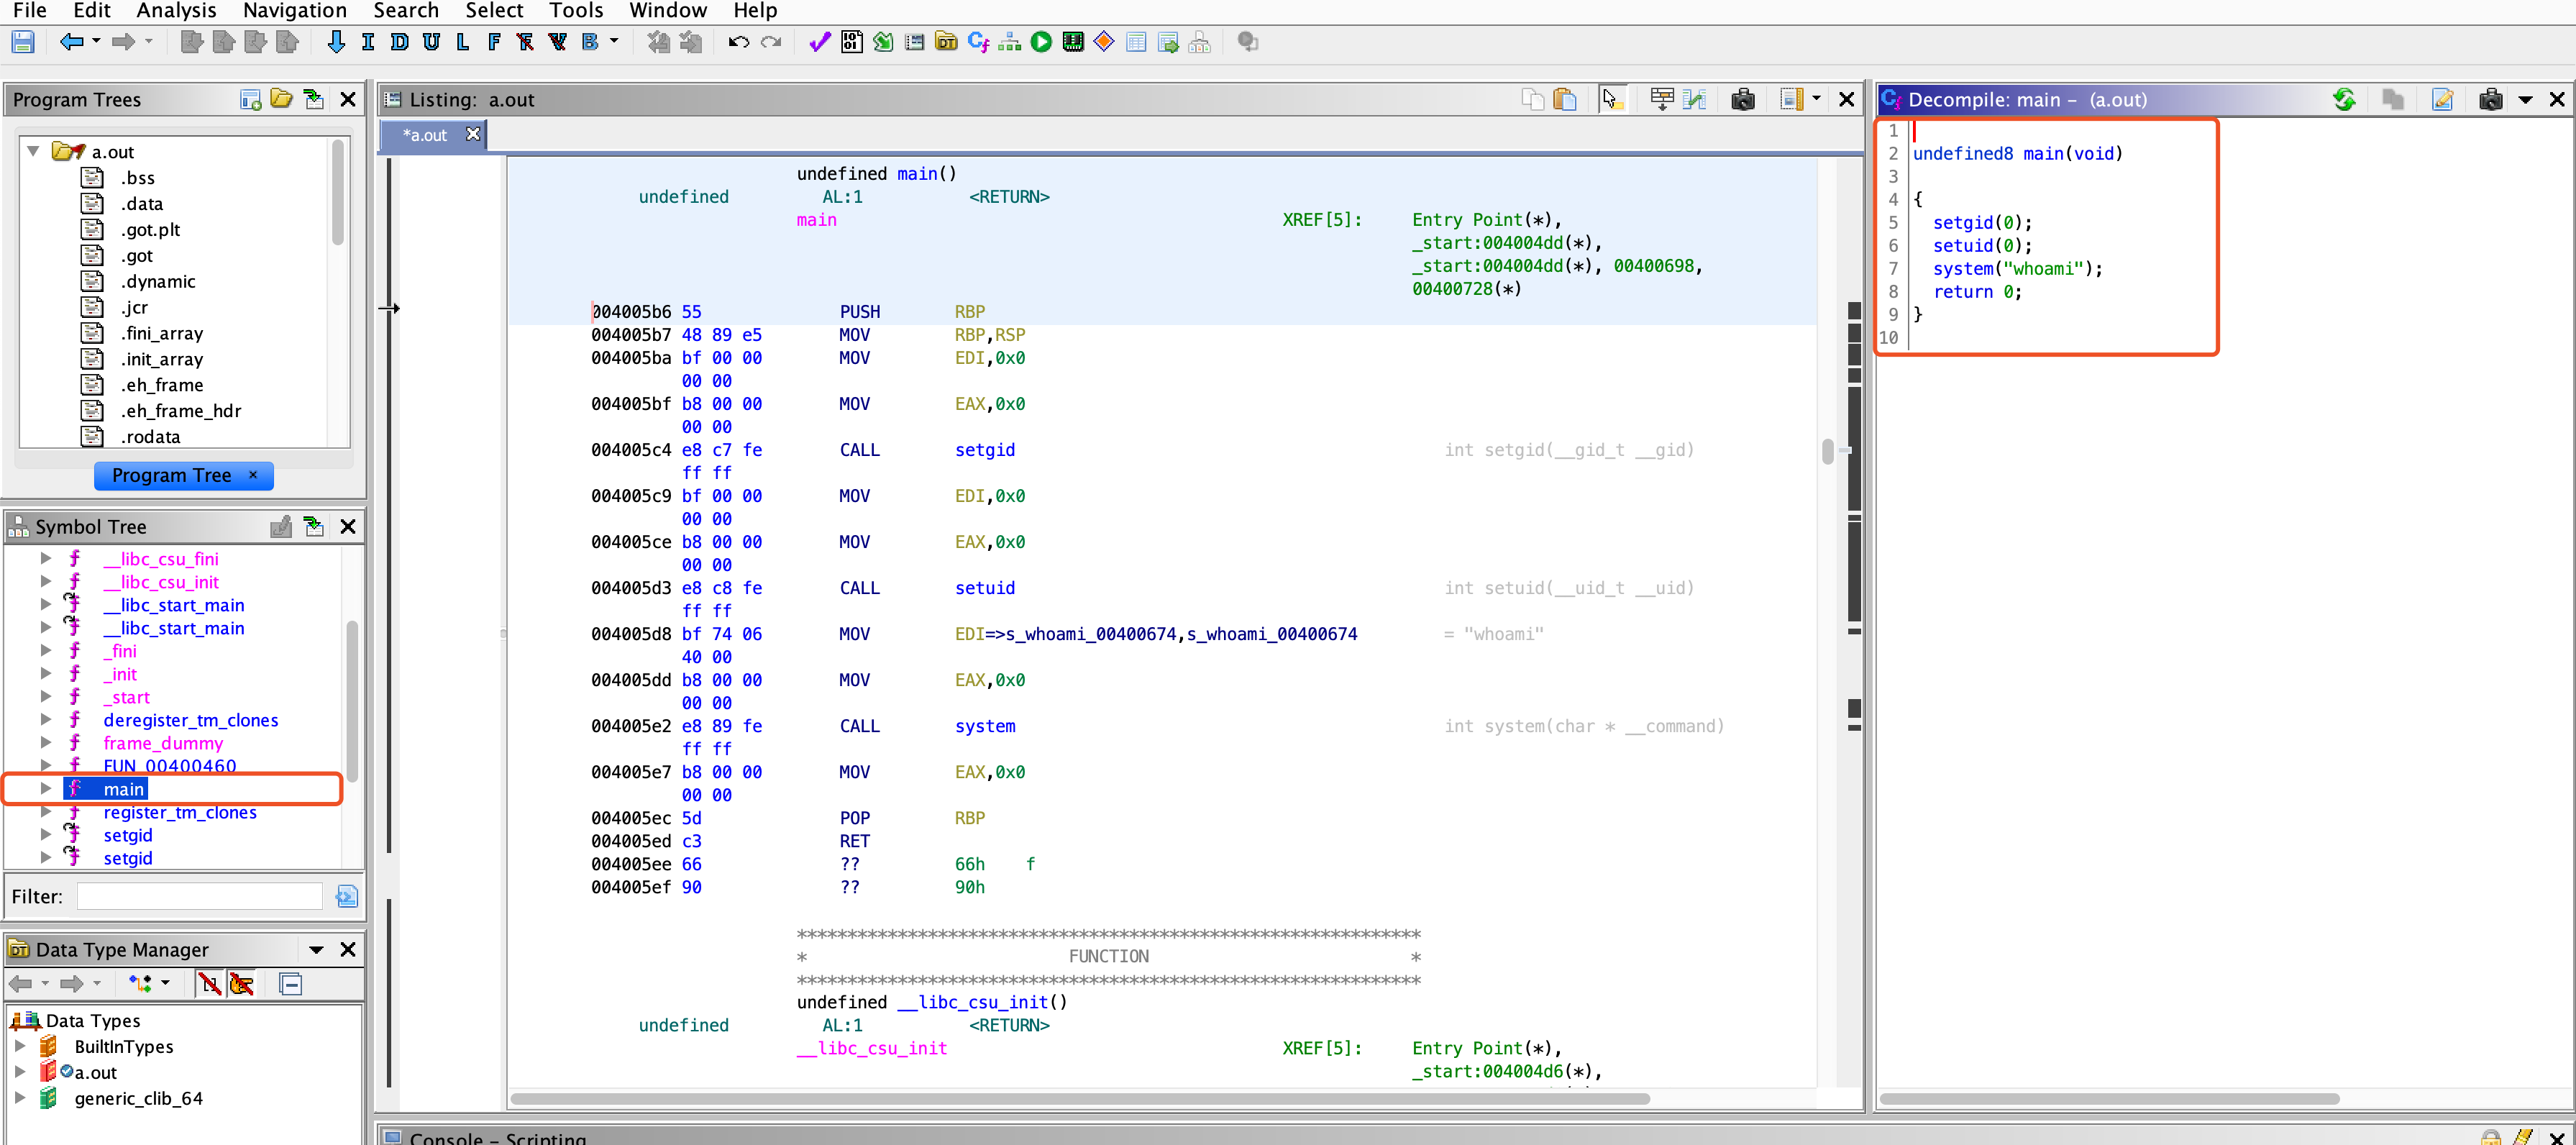 File Edit Analysis Navigation Search Select Tools Window Help
I D U L F F V B
Program Trees
a.out
.bss
.data
.got.plt
.got
.dynamic
.jcr
.fini_array
.init_array
.eh_frame
.eh_frame_hdr
.rodata
Program Tree ×
Symbol Tree
__libc_csu_fini
__libc_csu_init
__libc_start_main
__libc_start_main
_fini
_init
_start
deregister_tm_clones
frame_dummy
FUN_00400460
main
register_tm_clones
setgid
setgid
Filter:
Data Type Manager
Data Types
BuiltInTypes
a.out
generic_clib_64
Listing: a.out
*a.out
undefined main()
undefined AL:1 <RETURN>
main XREF[5]: Entry Point(*),
_start:004004dd(*),
_start:004004dd(*), 00400698,
00400728(*)
004005b6 55 PUSH RBP
004005b7 48 89 e5 MOV RBP,RSP
004005ba bf 00 00 MOV EDI,0x0
00 00
004005bf b8 00 00 MOV EAX,0x0
00 00
004005c4 e8 c7 fe CALL setgid int setgid(__gid_t __gid)
ff ff
004005c9 bf 00 00 MOV EDI,0x0
00 00
004005ce b8 00 00 MOV EAX,0x0
00 00
004005d3 e8 c8 fe CALL setuid int setuid(__uid_t __uid)
ff ff
004005d8 bf 74 06 MOV EDI=>s_whoami_00400674,s_whoami_00400674 = "whoami"
40 00
004005dd b8 00 00 MOV EAX,0x0
00 00
004005e2 e8 89 fe CALL system int system(char * __command)
ff ff
004005e7 b8 00 00 MOV EAX,0x0
00 00
004005ec 5d POP RBP
004005ed c3 RET
004005ee 66 ?? 66h f
004005ef 90 ?? 90h
**************************************************************
* FUNCTION *
**************************************************************
undefined __libc_csu_init()
undefined AL:1 <RETURN>
__libc_csu_init XREF[5]: Entry Point(*),
_start:004004d6(*),
Console - Scripting
Decompile: main - (a.out)
1
2 undefined8 main(void)
3
4 {
5 setgid(0);
6 setuid(0);
7 system("whoami");
8 return 0;
9 }
10